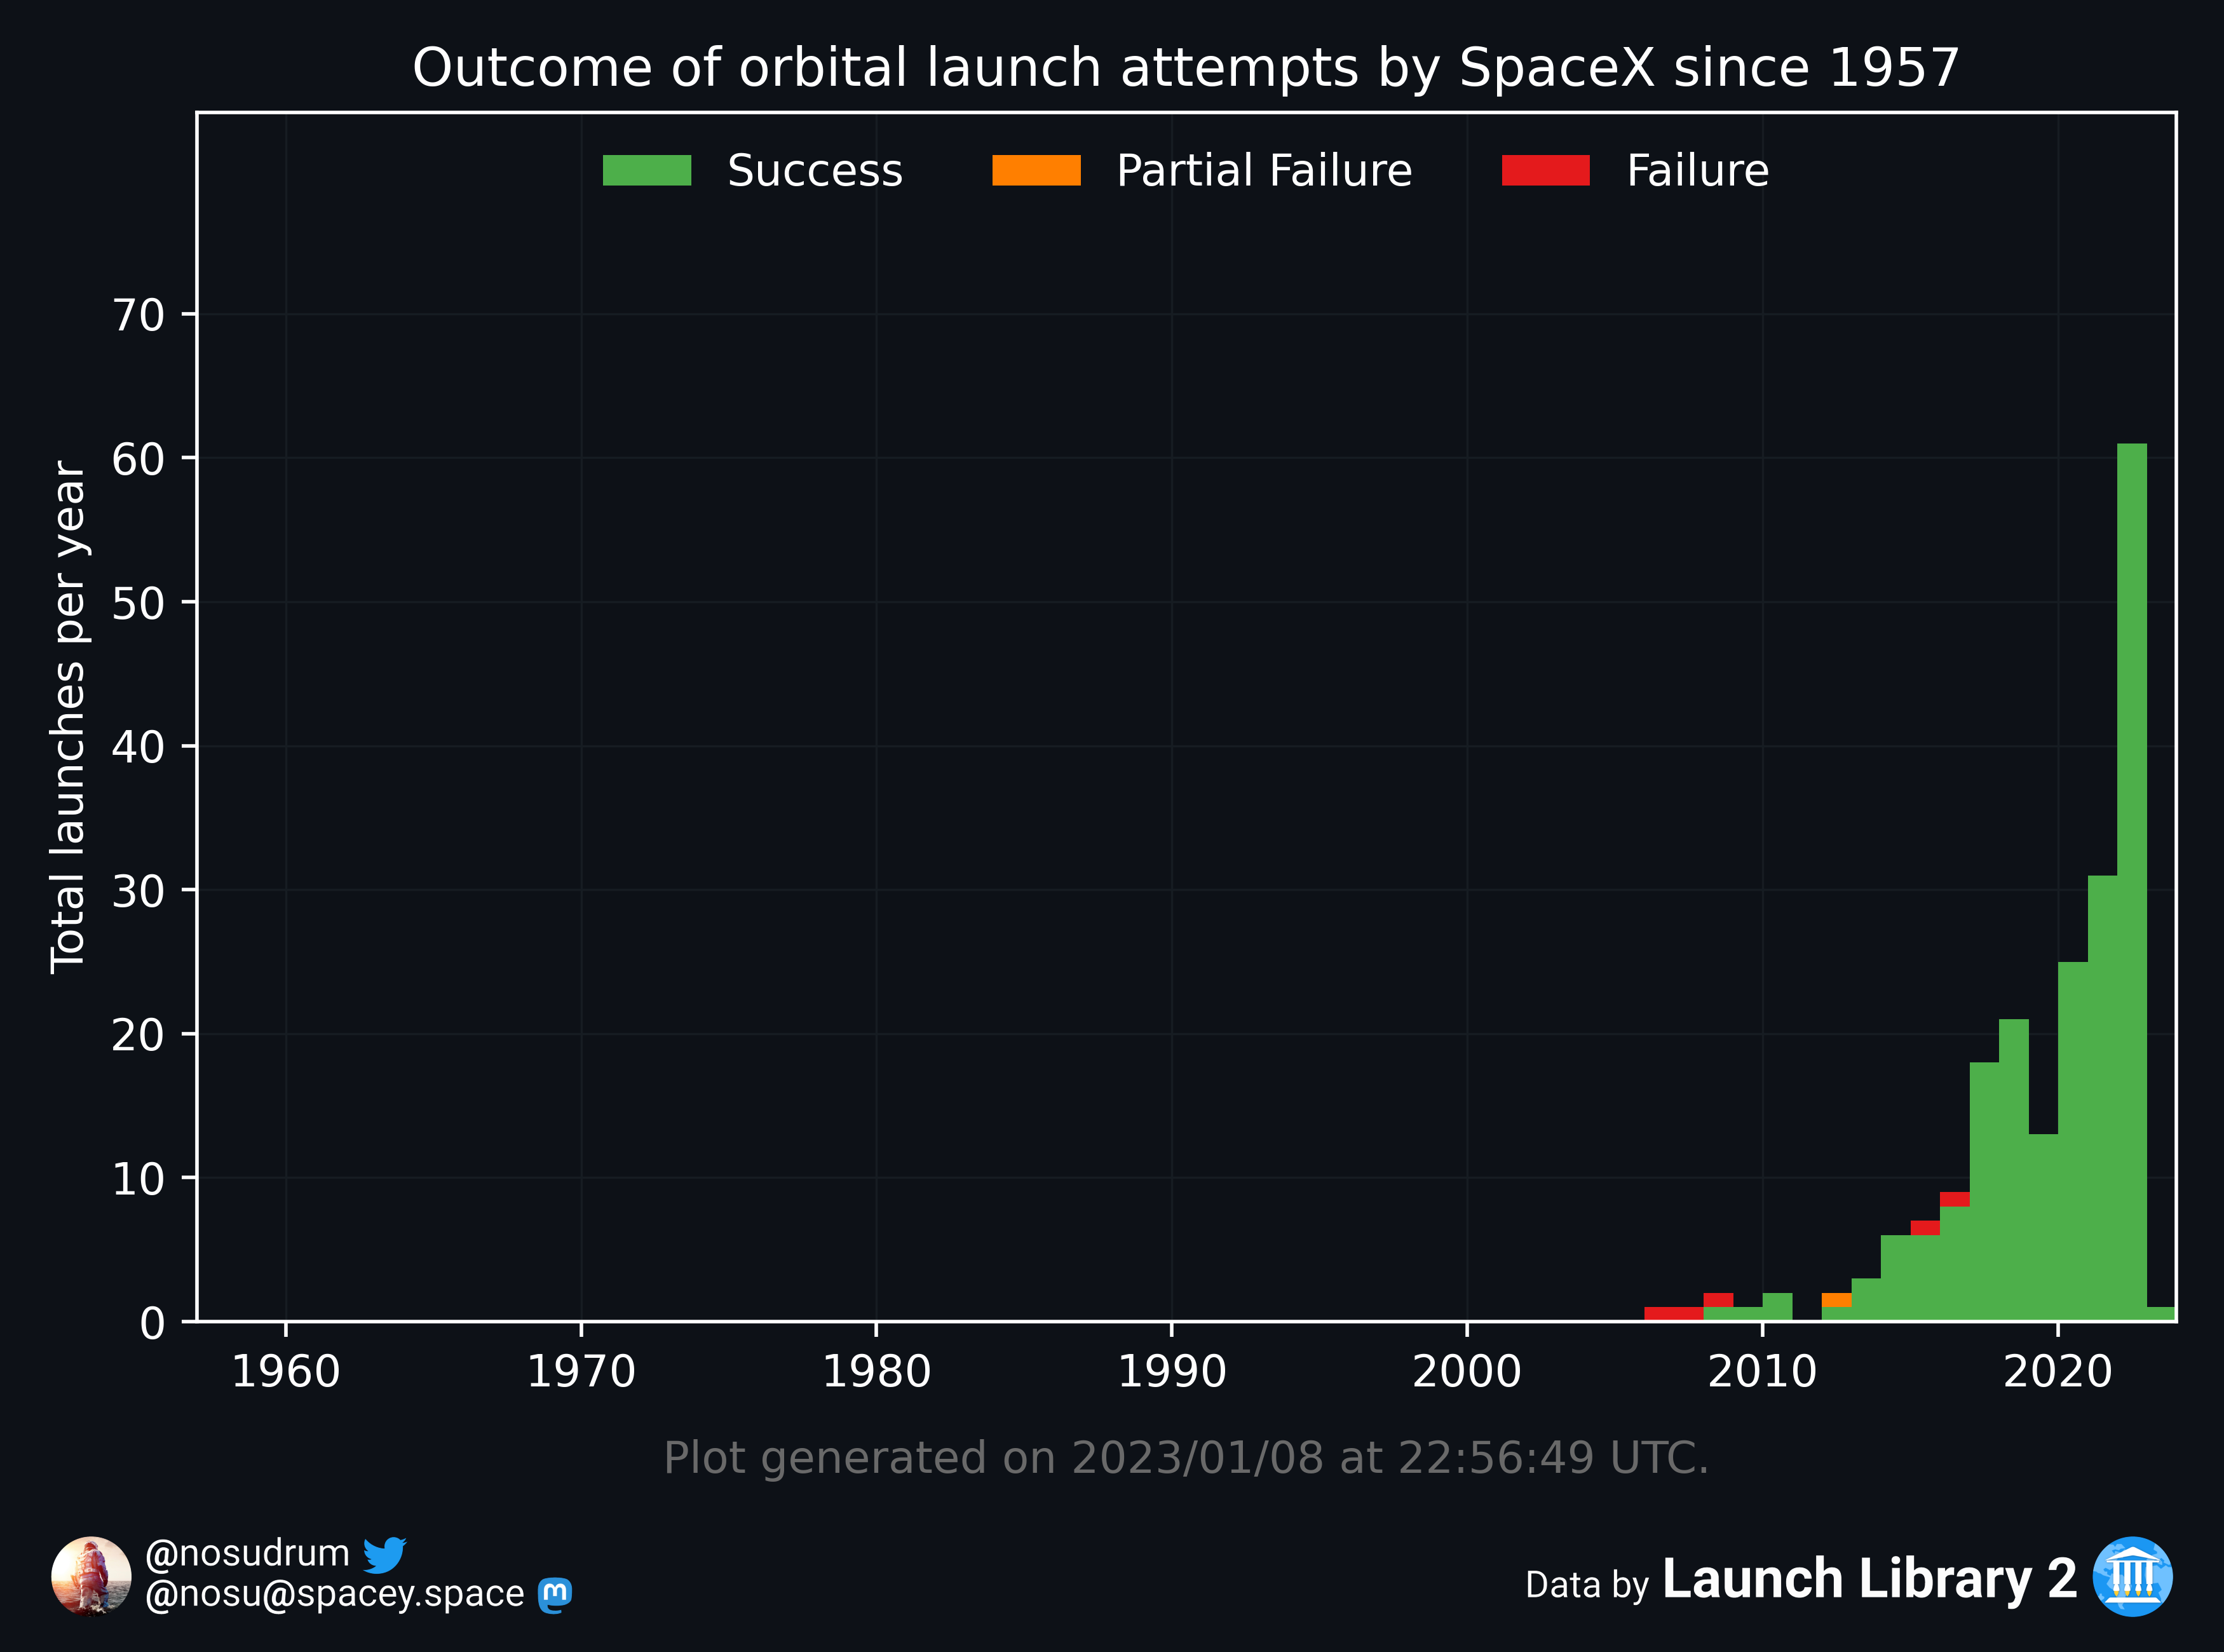 Outcome of orbital launch attempts by SpaceX since 1957
Success Partial Failure Failure
Total launches per year
70
60
50
40
30
20
10
0
1960 1970 1980 1990 2000 2010 2020
Plot generated on 2023/01/08 at 22:56:49 UTC.
@nosudrum
@nosu@spacey.space
Data by Launch Library 2